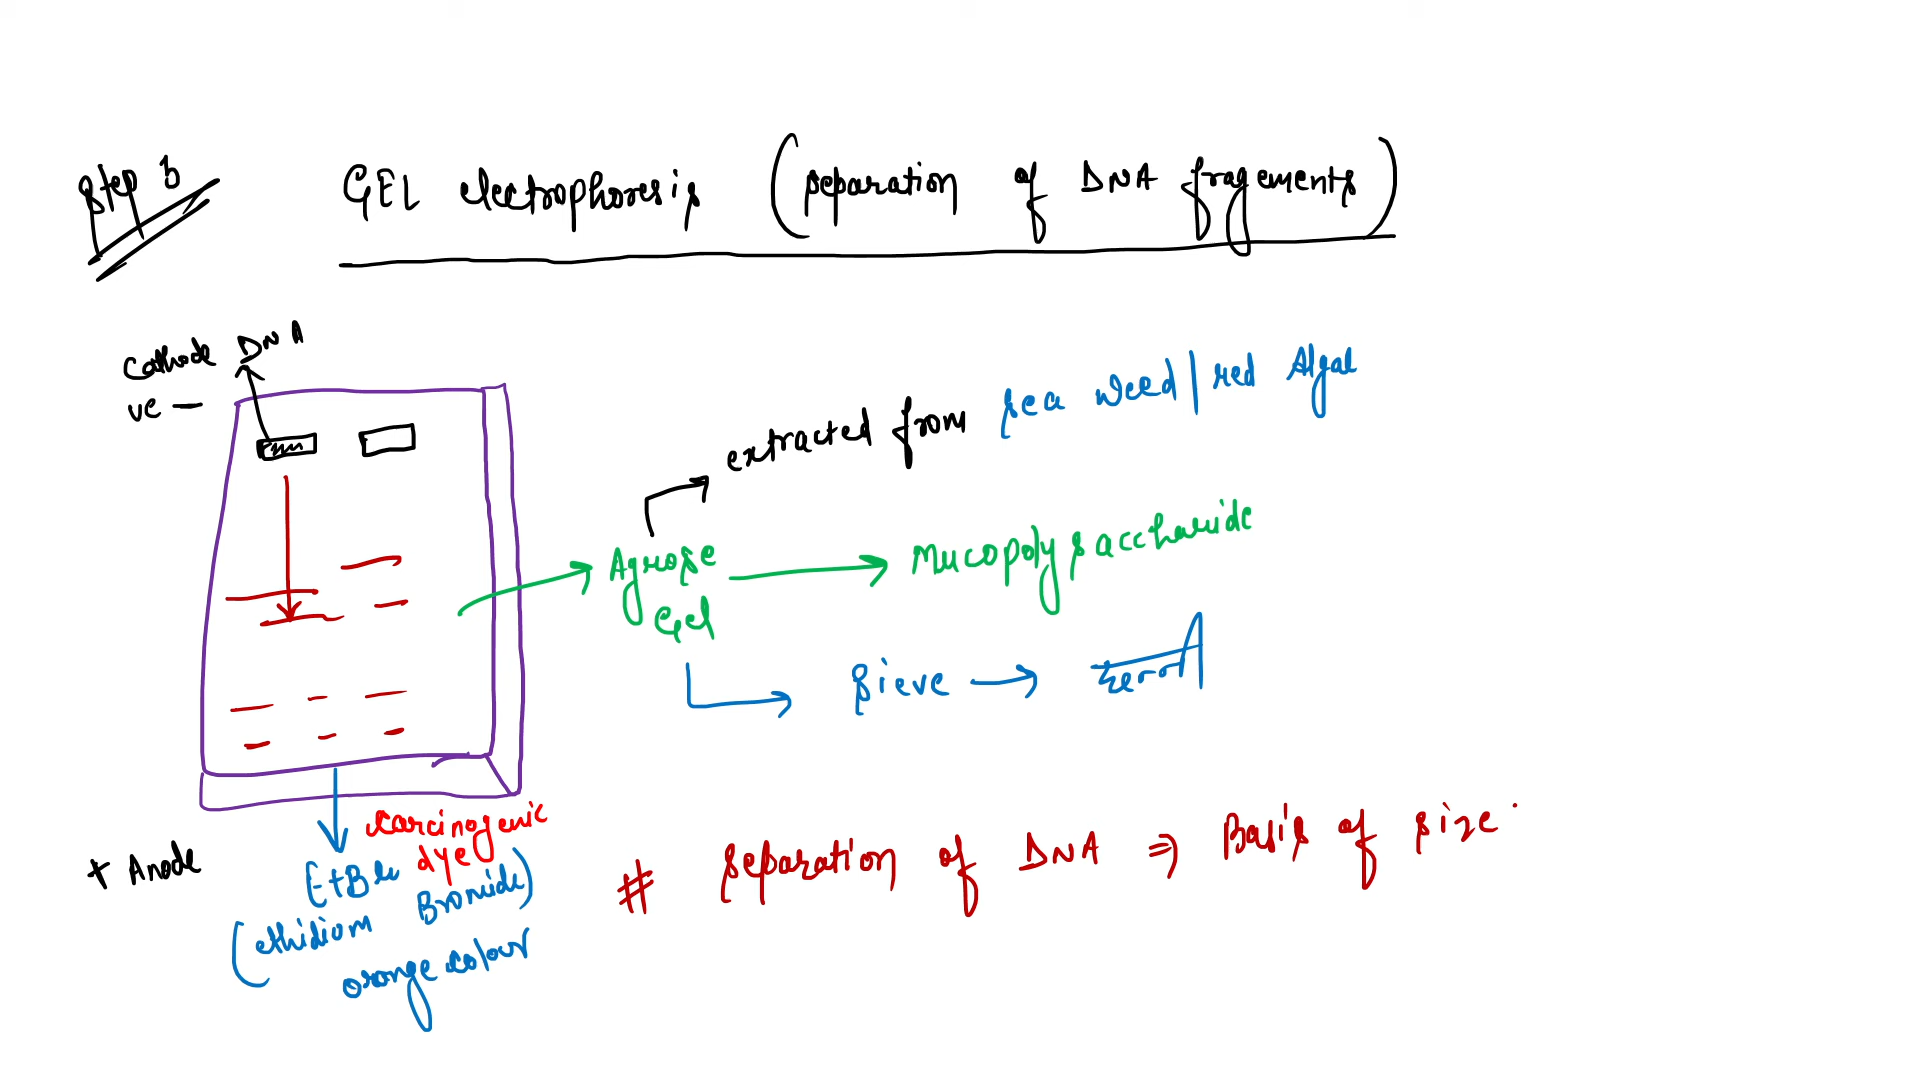 Step 3
GEL electrophoresis (separation of DNA fragements)
Cathode DNA
ve -
extracted from sea weed/red Algae
Agrose Gel
Mucopolysaccharide
Sieve
+ Anode
carcinogenic dye
EtBr
(ethidium Bromide)
orange colour
# Separation of DNA ⇒ Basis of size